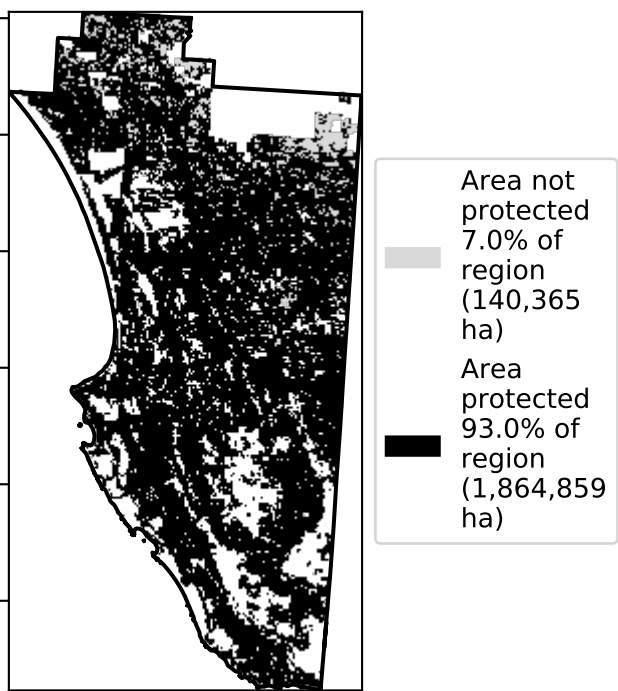 Area not
protected
7.0% of
region
(140,365
ha)
Area
protected
93.0% of
region
(1,864,859
ha)